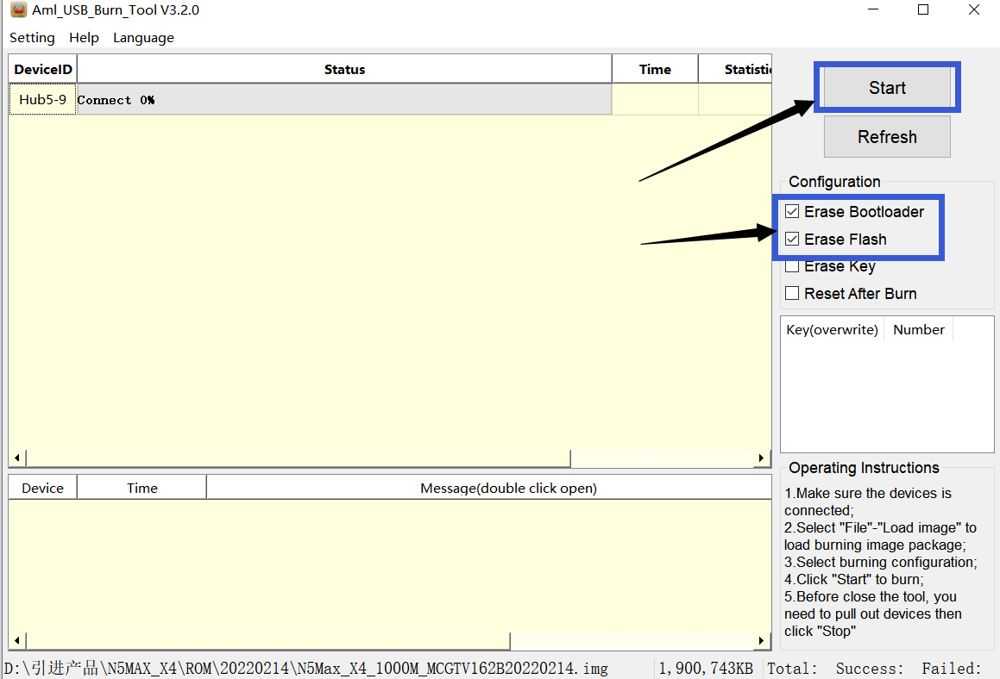 Aml_USB_Burn_Tool V3.2.0
Setting Help Language
DeviceID Status Time Statistic
Hub5-9 Connect 0%
Start
Refresh
Configuration
Erase Bootloader
Erase Flash
Erase Key
Reset After Burn
Key(overwrite) Number
Device Time Message(double click open)
Operating Instructions
1.Make sure the devices is
connected;
2.Select "File"-"Load image" to
load burning image package;
3.Select burning configuration;
4.Click "Start" to burn;
5.Before close the tool, you
need to pull out devices then
click "Stop"
D:\引进产品\N5MAX_X4\ROM\20220214\N5Max_X4_1000M_MCGTV162B20220214.img 1,900,743KB Total: Success: Failed: